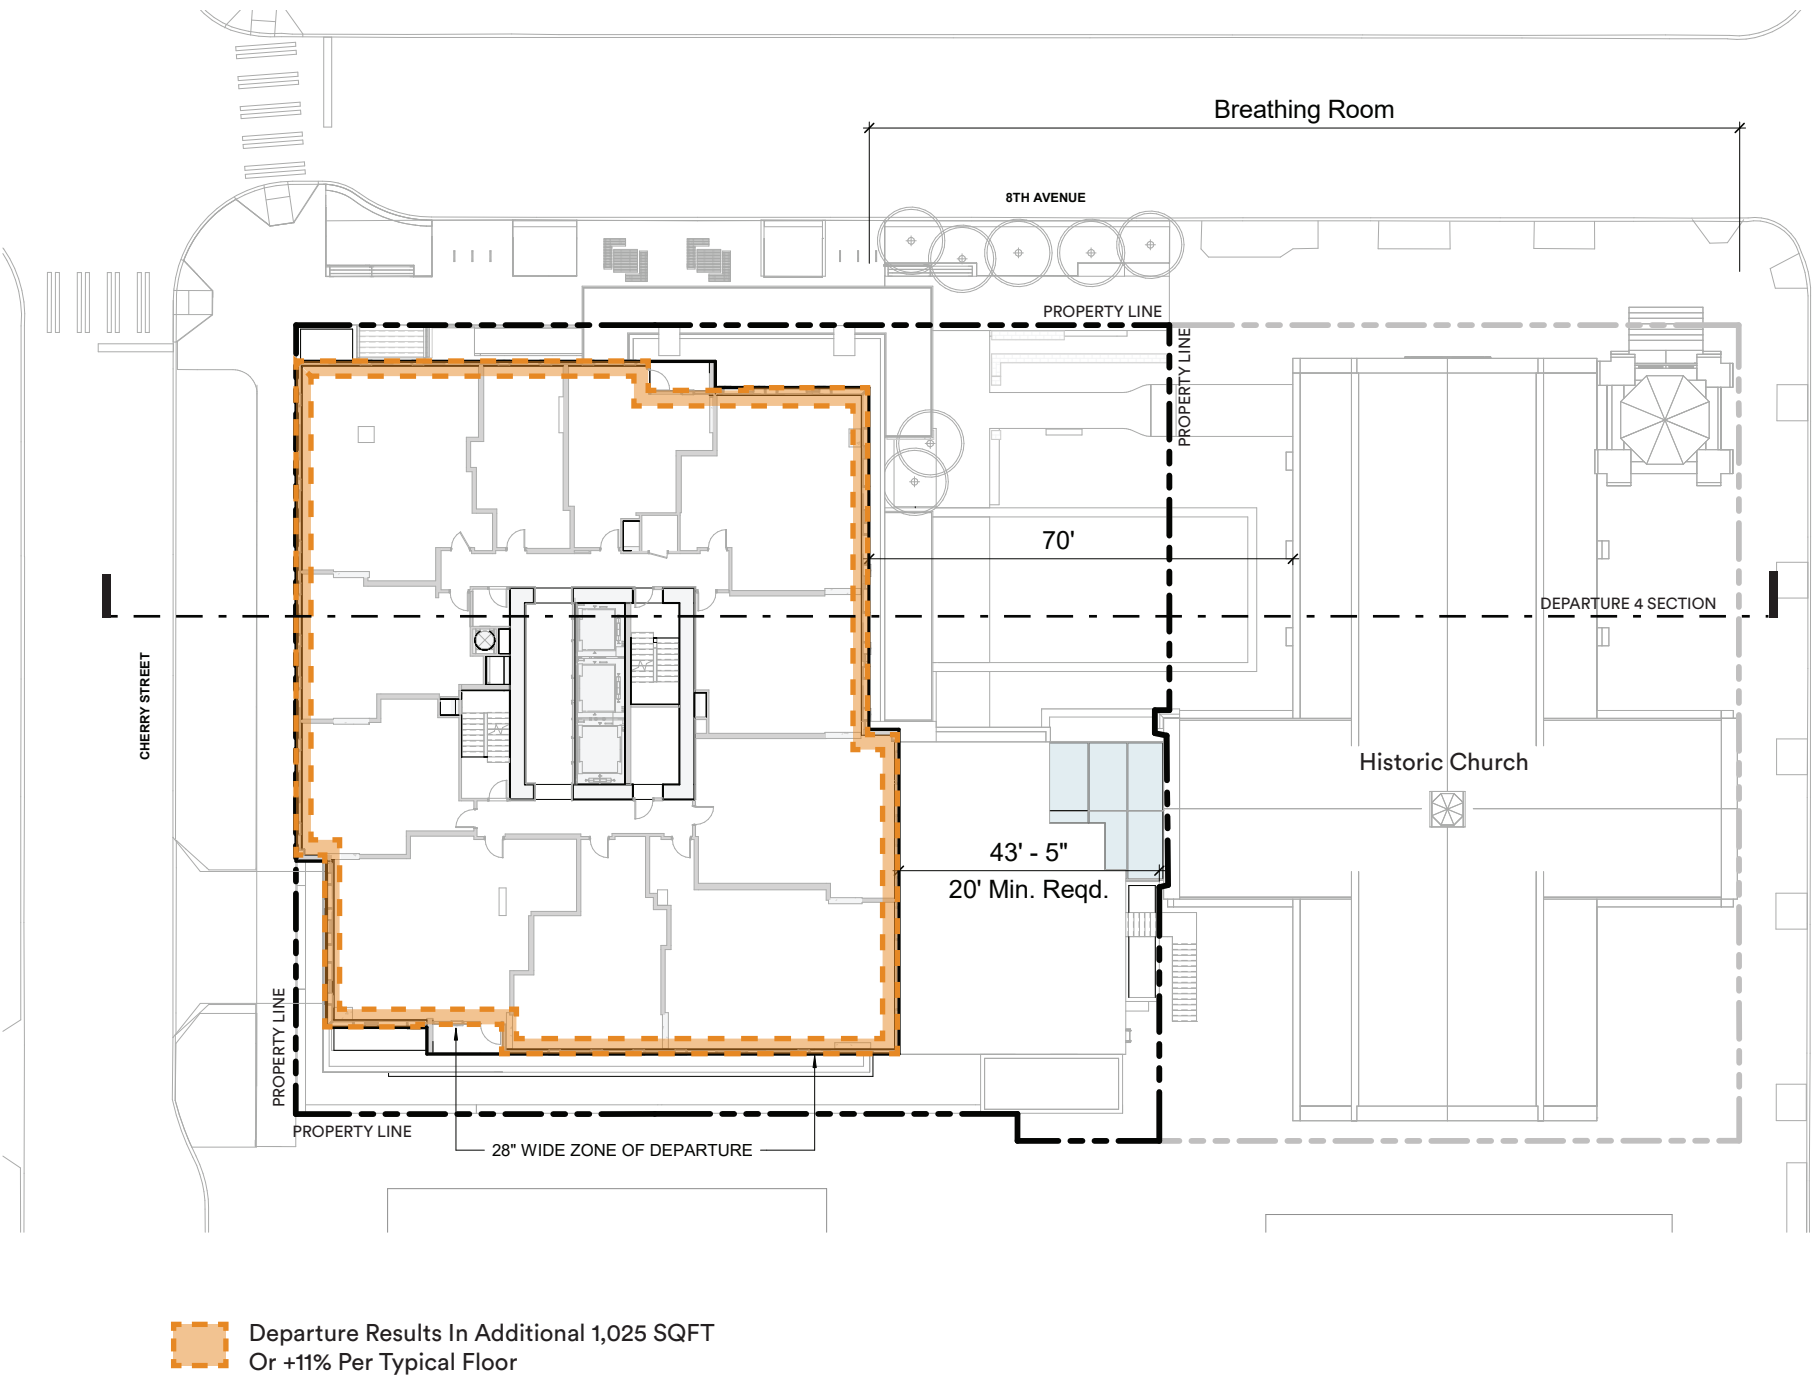 Breathing Room
8TH AVENUE
PROPERTY LINE
PROPERTY LINE
70'
DEPARTURE 4 SECTION
CHERRY STREET
Historic Church
43' - 5"
20' Min. Reqd.
PROPERTY LINE
PROPERTY LINE
28" WIDE ZONE OF DEPARTURE
Departure Results In Additional 1,025 SQFT
Or +11% Per Typical Floor